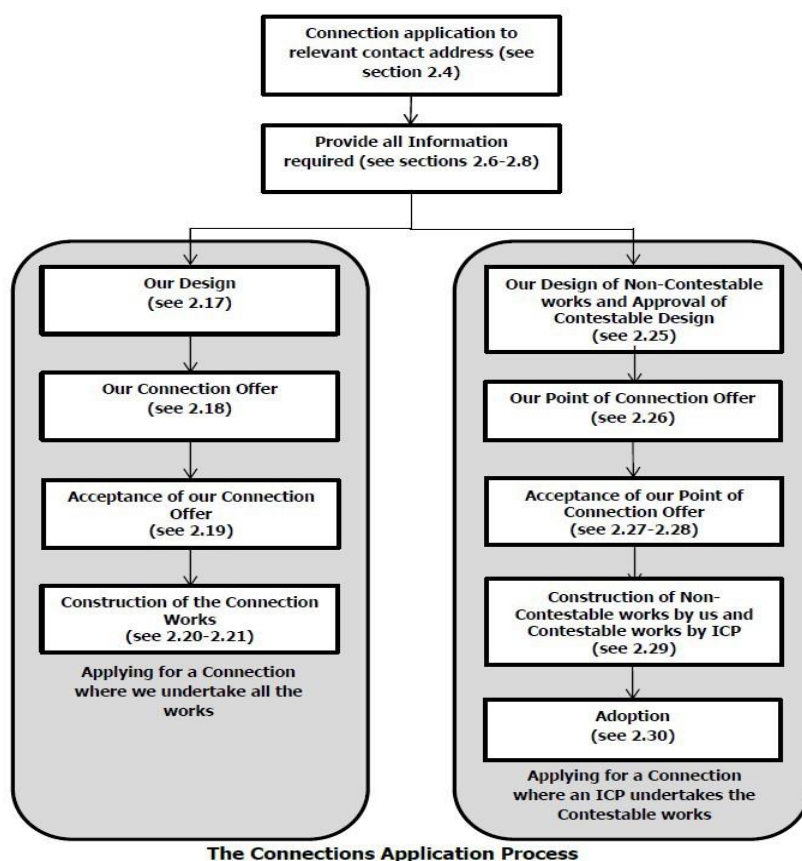 Connection application to
relevant contact address (see
section 2.4)
Provide all Information
required (see sections 2.6-2.8)
Our Design
(see 2.17)
Our Connection Offer
(see 2.18)
Acceptance of our Connection
Offer
(see 2.19)
Construction of the Connection
Works
(see 2.20-2.21)
Applying for a Connection
where we undertake all the
works
Our Design of Non-Contestable
works and Approval of
Contestable Design
(see 2.25)
Our Point of Connection Offer
(see 2.26)
Acceptance of our Point of
Connection Offer
(see 2.27-2.28)
Construction of Non-
Contestable works by us and
Contestable works by ICP
(see 2.29)
Adoption
(see 2.30)
Applying for a Connection
where an ICP undertakes the
Contestable works
The Connections Application Process